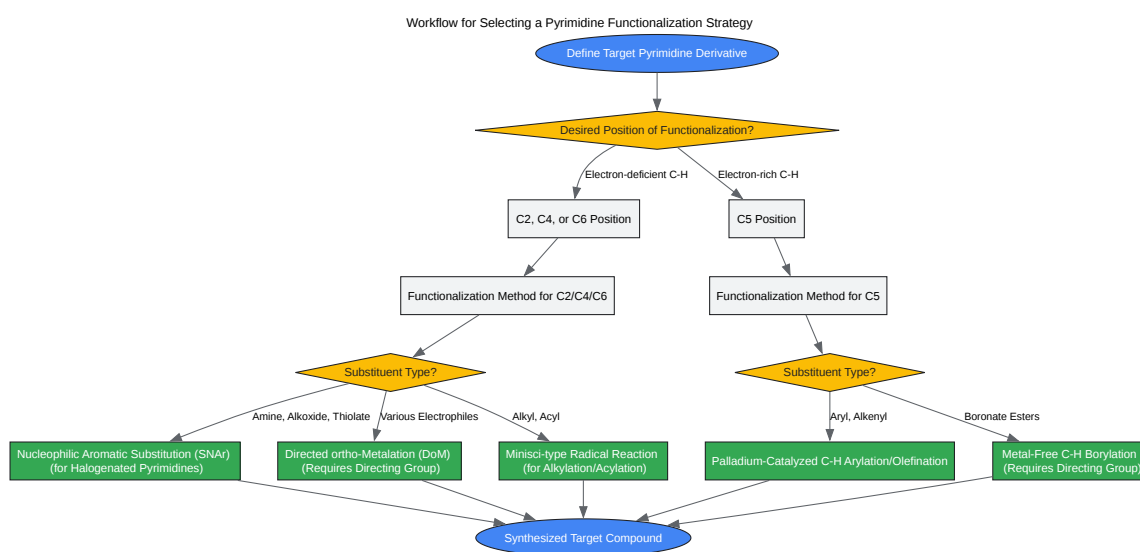 Workflow for Selecting a Pyrimidine Functionalization Strategy
Define Target Pyrimidine Derivative
Desired Position of Functionalization?
Electron-deficient C-H
Electron-rich C-H
C2, C4, or C6 Position
C5 Position
Functionalization Method for C2/C4/C6
Functionalization Method for C5
Substituent Type?
Substituent Type?
Amine, Alkoxide, Thiolate
Various Electrophiles
Alkyl, Acyl
Aryl, Alkenyl
Boronate Esters
Nucleophilic Aromatic Substitution (SNAr)
(for Halogenated Pyrimidines)
Directed ortho-Metalation (DoM)
(Requires Directing Group)
Minisci-type Radical Reaction
(for Alkylation/Acylation)
Palladium-Catalyzed C-H Arylation/Olefination
Metal-Free C-H Borylation
(Requires Directing Group)
Synthesized Target Compound